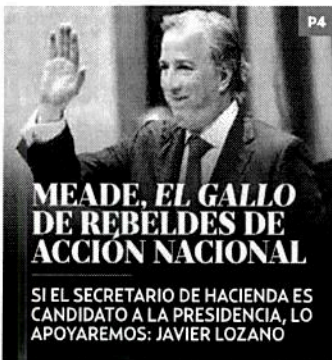 P4
MEADE, EL GALLO
DE REBELDES DE
ACCIÓN NACIONAL
SI EL SECRETARIO DE HACIENDA ES
CANDIDATO A LA PRESIDENCIA, LO
APOYAREMOS: JAVIER LOZANO